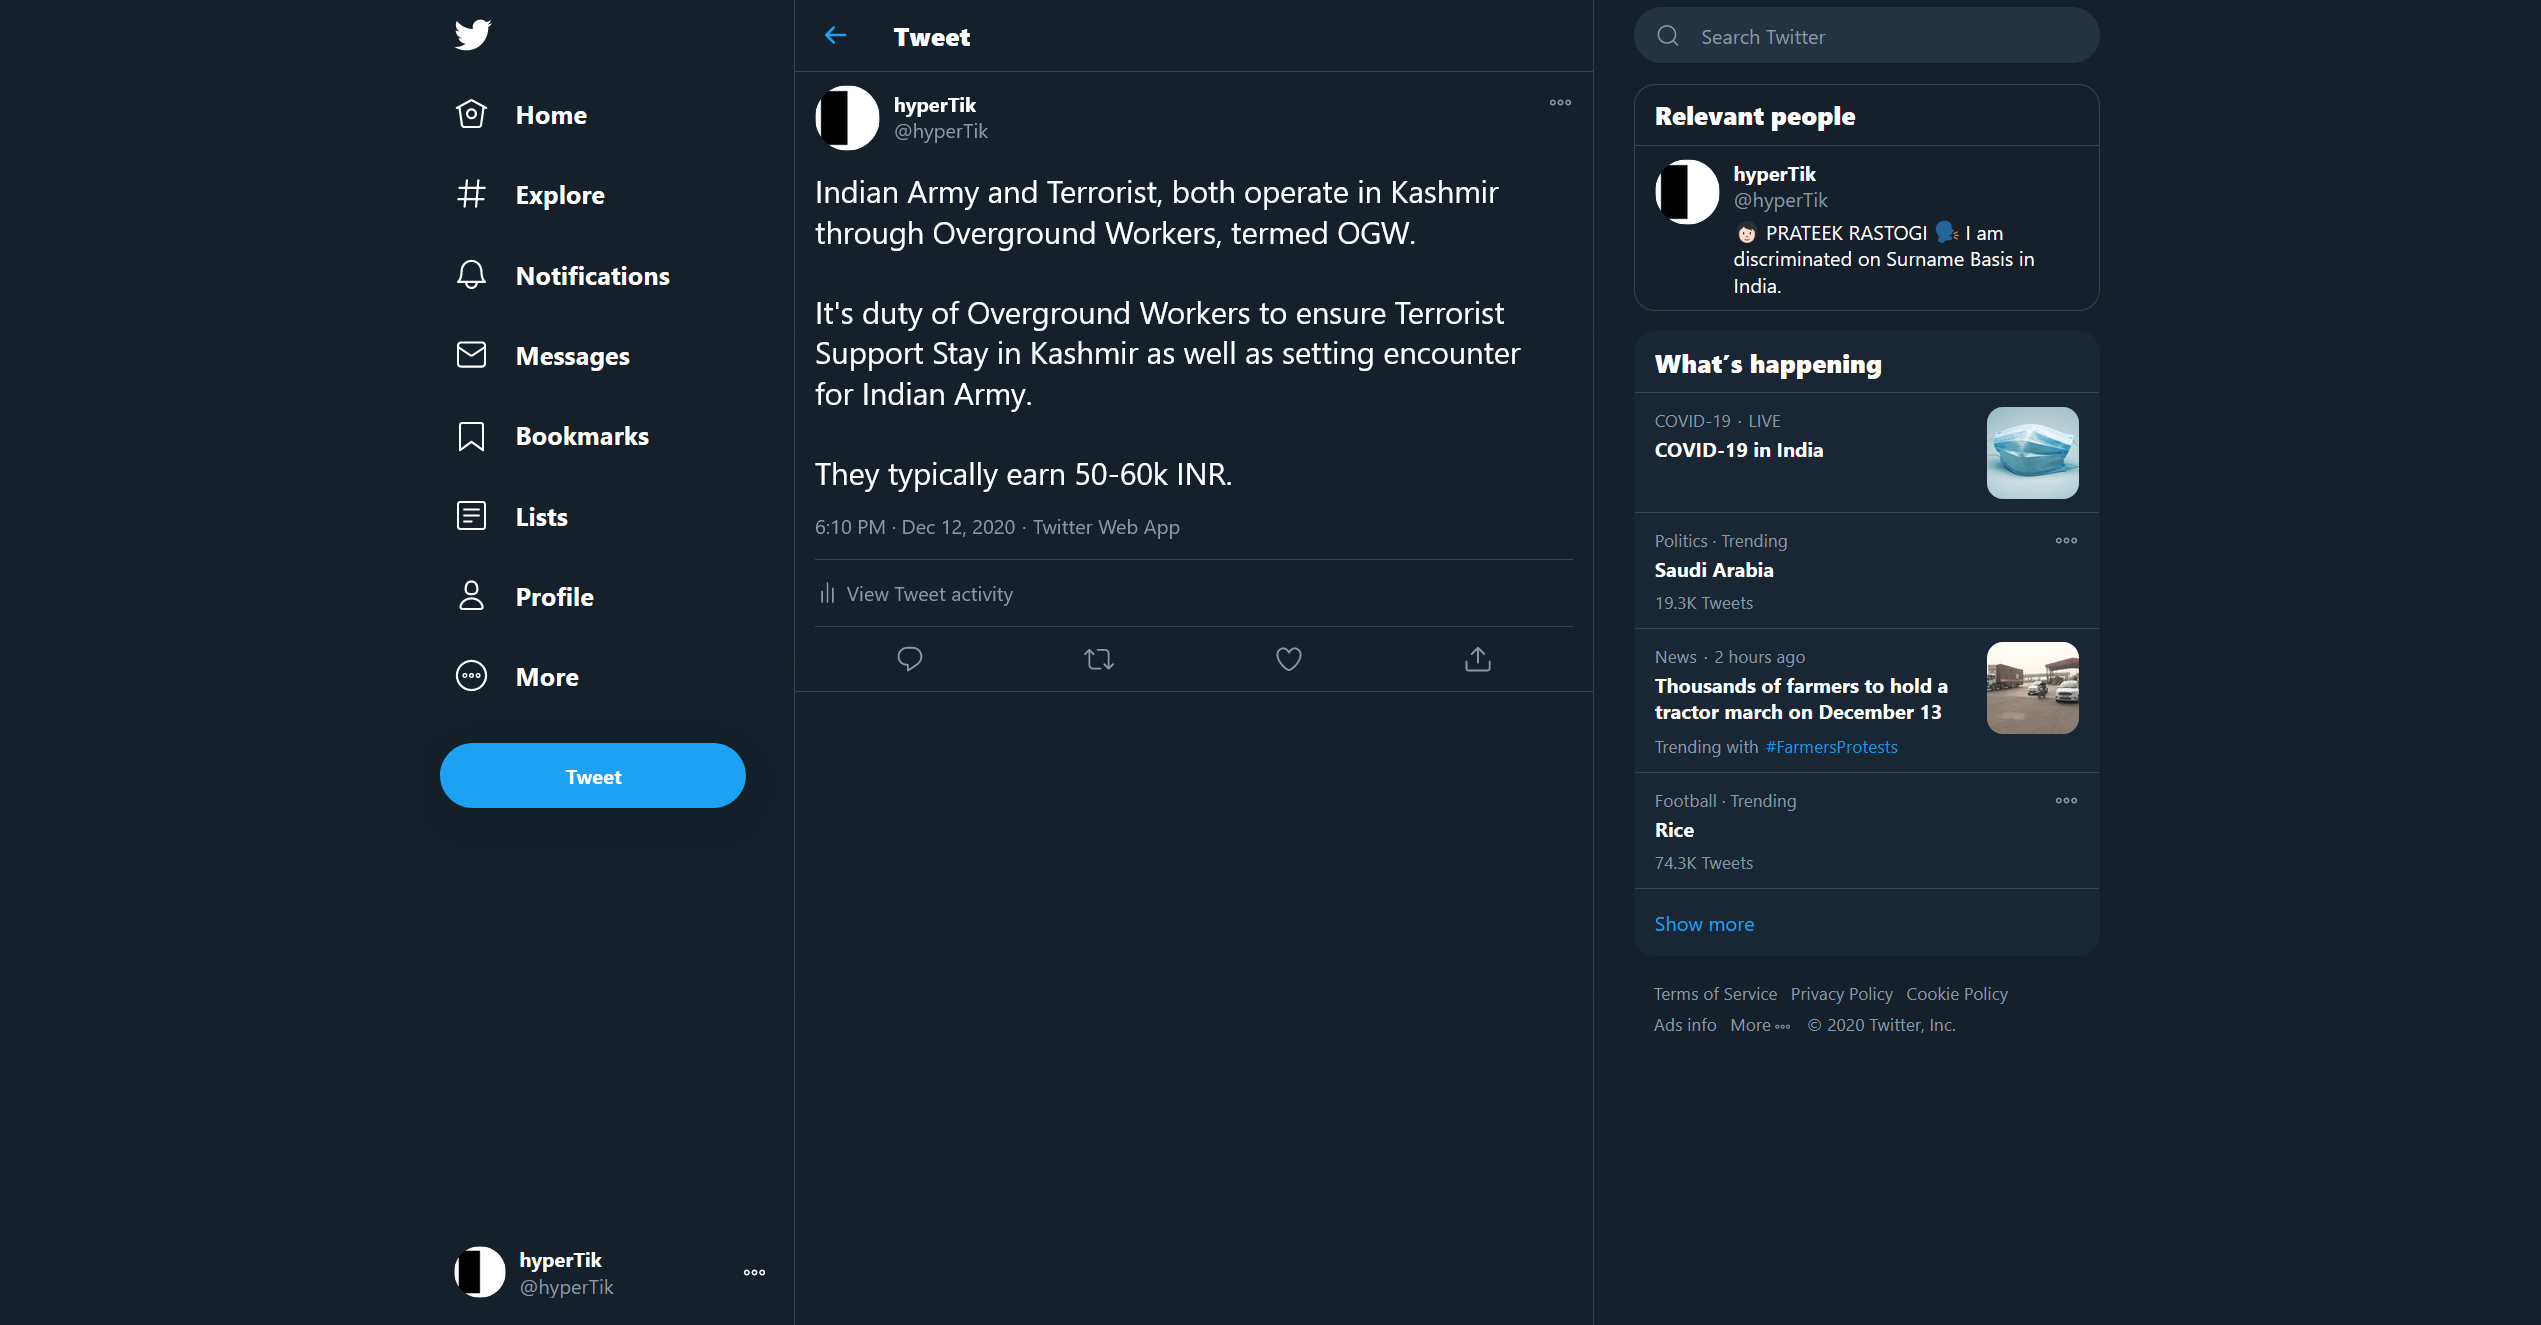 Home
Explore
Notifications
Messages
Bookmarks
Lists
Profile
More
Tweet
hyperTik
@hyperTik
Tweet
hyperTik
@hyperTik
Indian Army and Terrorist, both operate in Kashmir
through Overground Workers, termed OGW.
It's duty of Overground Workers to ensure Terrorist
Support Stay in Kashmir as well as setting encounter
for Indian Army.
They typically earn 50-60k INR.
6:10 PM · Dec 12, 2020 · Twitter Web App
View Tweet activity
Search Twitter
Relevant people
hyperTik
@hyperTik
PRATEEK RASTOGI I am
discriminated on Surname Basis in
India.
What's happening
COVID-19 · LIVE
COVID-19 in India
Politics · Trending
Saudi Arabia
19.3K Tweets
News · 2 hours ago
Thousands of farmers to hold a
tractor march on December 13
Trending with #FarmersProtests
Football · Trending
Rice
74.3K Tweets
Show more
Terms of Service Privacy Policy Cookie Policy
Ads info More © 2020 Twitter, Inc.